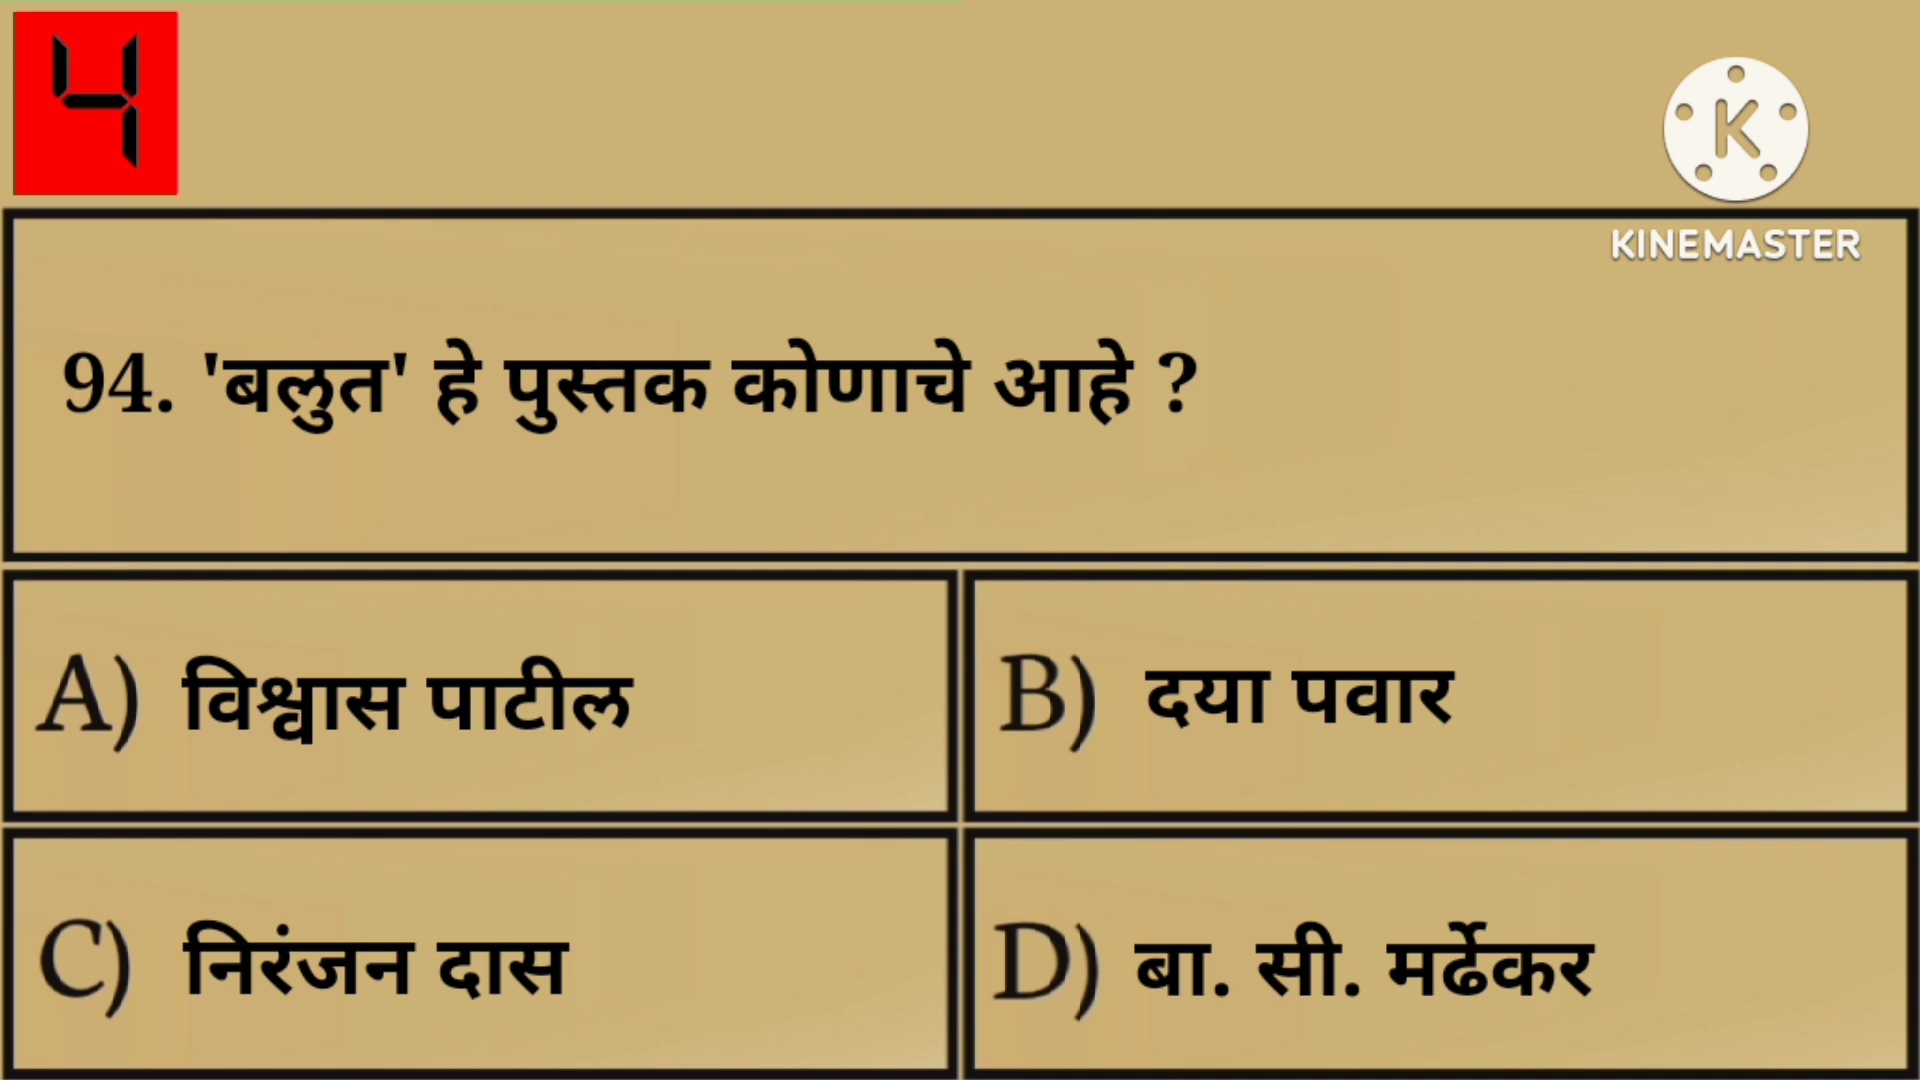 4
KINEMASTER
94. 'बलुत' हे पुस्तक कोणाचे आहे ?
A) विश्वास पाटील
B) दया पवार
C) निरंजन दास
D) बा. सी. मर्ढेकर